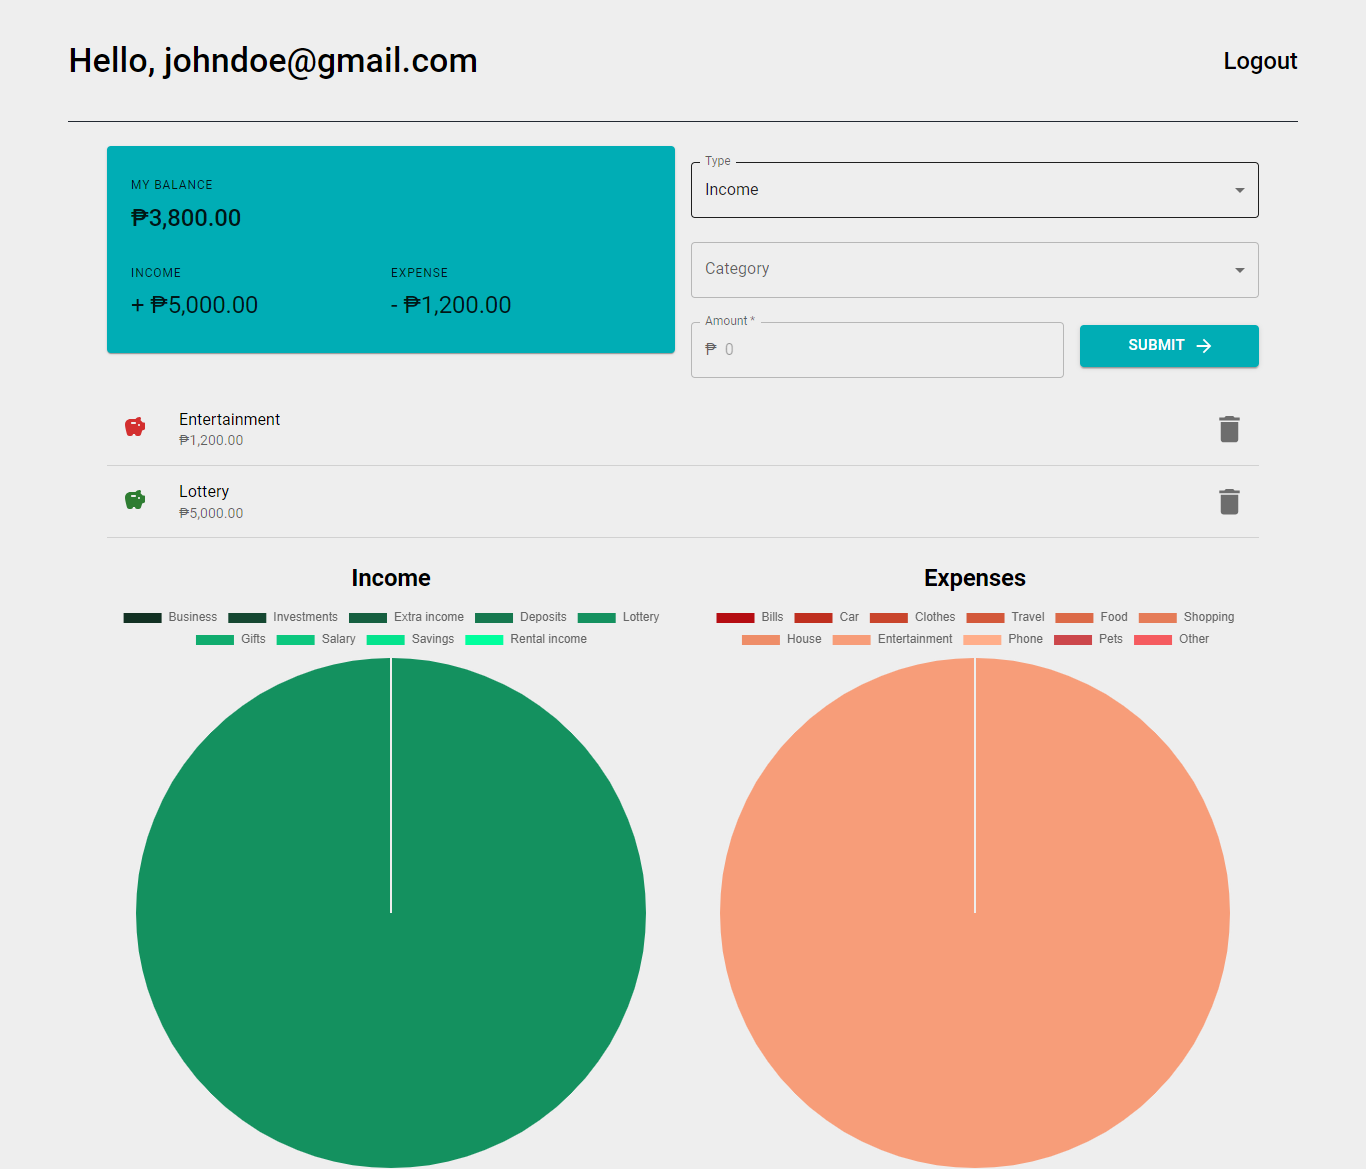 Hello, johndoe@gmail.com
Logout
MY BALANCE
₱3,800.00
INCOME
EXPENSE
+ ₱5,000.00
- ₱1,200.00
Type
Income
Category
Amount *
₱ 0
SUBMIT
Entertainment
₱1,200.00
Lottery
₱5,000.00
Income
Business Investments Extra income Deposits Lottery
Gifts Salary Savings Rental income
Expenses
Bills Car Clothes Travel Food Shopping
House Entertainment Phone Pets Other